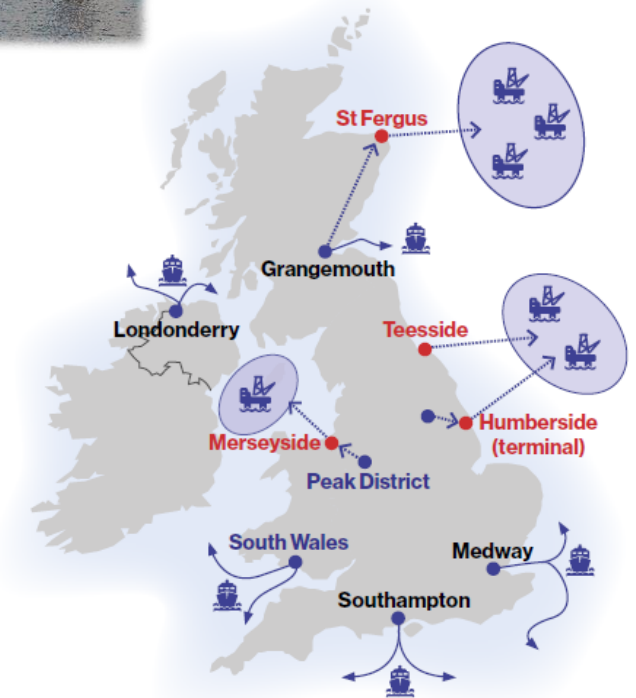 St Fergus
Grangemouth
Londonderry
Teesside
Humberside
(terminal)
Merseyside
Peak District
South Wales
Medway
Southampton